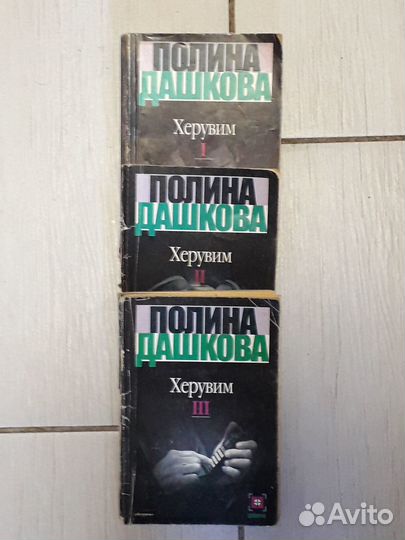 ПОЛИНА
ДАШКОВА
Херувим
I
ПОЛИНА
ДАШКОВА
Херувим
II
ПОЛИНА
ДАШКОВА
Херувим
III
Avito